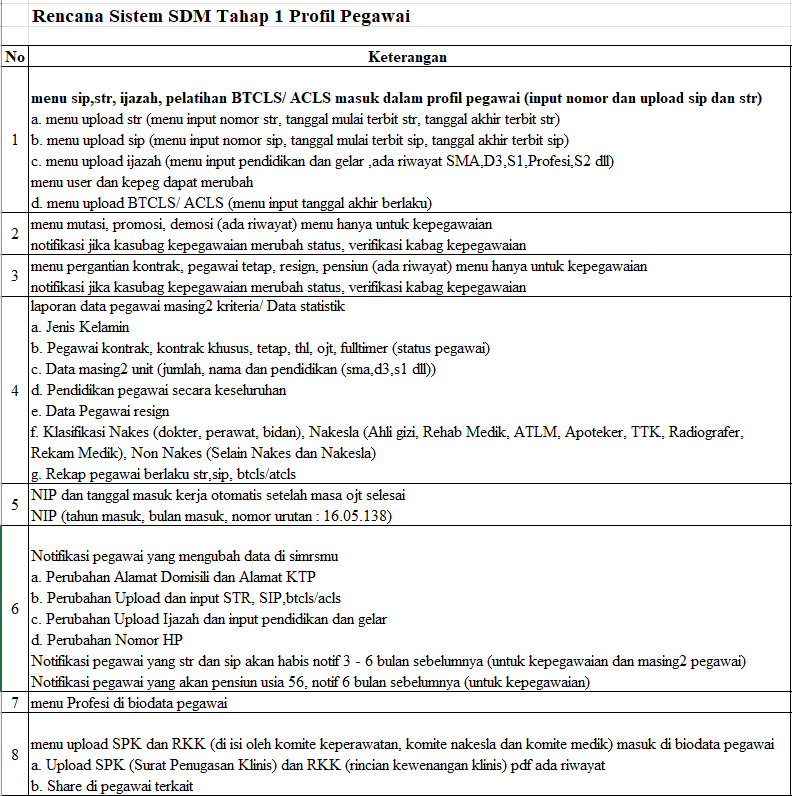 Rencana Sistem SDM Tahap 1 Profil Pegawai
No Keterangan
menu sip,str, ijazah, pelatihan BTCLS/ ACLS masuk dalam profil pegawai (input nomor dan upload sip dan str)
a. menu upload str (menu input nomor str, tanggal mulai terbit str, tanggal akhir terbit str)
1 b. menu upload sip (menu input nomor sip, tanggal mulai terbit sip, tanggal akhir terbit sip)
c. menu upload ijazah (menu input pendidikan dan gelar ,ada riwayat SMA,D3,S1,Profesi,S2 dll)
menu user dan kepeg dapat merubah
d. menu upload BTCLS/ ACLS (menu input tanggal akhir berlaku)
2 menu mutasi, promosi, demosi (ada riwayat) menu hanya untuk kepegawaian
notifikasi jika kasubag kepegawaian merubah status, verifikasi kabag kepegawaian
3 menu pergantian kontrak, pegawai tetap, resign, pensiun (ada riwayat) menu hanya untuk kepegawaian
notifikasi jika kasubag kepegawaian merubah status, verifikasi kabag kepegawaian
laporan data pegawai masing2 kriteria/ Data statistik
a. Jenis Kelamin
b. Pegawai kontrak, kontrak khusus, tetap, thl, ojt, fulltimer (status pegawai)
c. Data masing2 unit (jumlah, nama dan pendidikan (sma,d3,s1 dll))
4 d. Pendidikan pegawai secara keseluruhan
e. Data Pegawai resign
f. Klasifikasi Nakes (dokter, perawat, bidan), Nakesla (Ahli gizi, Rehab Medik, ATLM, Apoteker, TTK, Radiografer,
Rekam Medik), Non Nakes (Selain Nakes dan Nakesla)
g. Rekap pegawai berlaku str,sip, btcls/atcls
5 NIP dan tanggal masuk kerja otomatis setelah masa ojt selesai
NIP (tahun masuk, bulan masuk, nomor urutan : 16.05.138)
Notifikasi pegawai yang mengubah data di simrsmu
a. Perubahan Alamat Domisili dan Alamat KTP
b. Perubahan Upload dan input STR, SIP,btcls/acls
6 c. Perubahan Upload Ijazah dan input pendidikan dan gelar
d. Perubahan Nomor HP
Notifikasi pegawai yang str dan sip akan habis notif 3 - 6 bulan sebelumnya (untuk kepegawaian dan masing2 pegawai)
Notifikasi pegawai yang akan pensiun usia 56, notif 6 bulan sebelumnya (untuk kepegawaian)
7 menu Profesi di biodata pegawai
menu upload SPK dan RKK (di isi oleh komite keperawatan, komite nakesla dan komite medik) masuk di biodata pegawai
8 a. Upload SPK (Surat Penugasan Klinis) dan RKK (rincian kewenangan klinis) pdf ada riwayat
b. Share di pegawai terkait